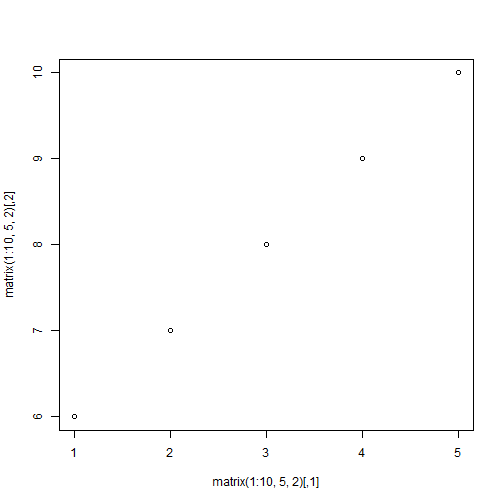 10
9
8
7
6
matrix(1:10, 5, 2)[,2]
1 2 3 4 5
matrix(1:10, 5, 2)[,1]